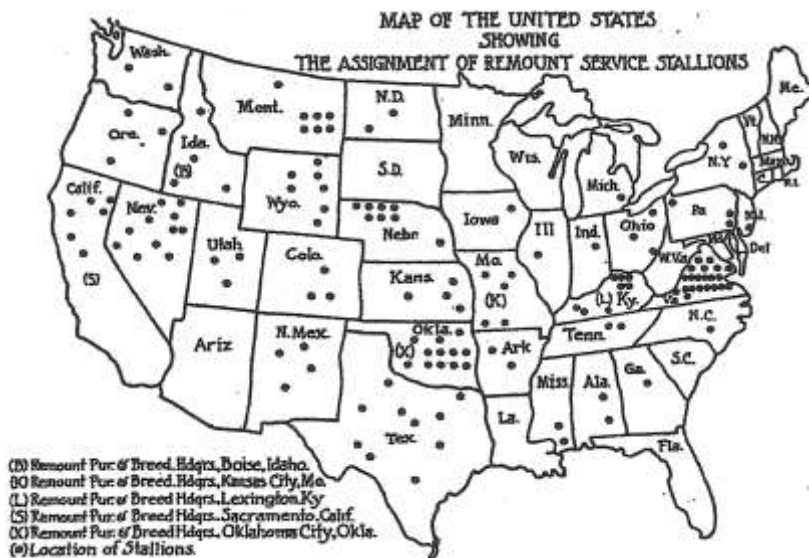 MAP OF THE UNITED STATES
SHOWING
THE ASSIGNMENT OF REMOUNT SERVICE STALLIONS
Wash.
Mont.
N.D.
Minn.
Me.
Vt.
N.H.
Ore.
Ida.
(B)
Wis.
Mich.
N.Y
Mass
R.I.
S.D.
Wyo.
Calif.
Nev.
Iowa
Pa
N.J.
Nebr
Ill
Ind.
Ohio
Utah
Colo.
Mo.
W.Va
Md
Del
(S)
Kans.
(K)
(L) Ky.
Va
N.C.
Ariz
N.Mex.
Okla.
(X)
Ark
Tenn.
S.C.
Miss.
Ala.
Ga.
Tex.
La.
Fla.
(B) Remount Pur. & Breed. Hdqrs., Boise, Idaho.
(K) Remount Pur. & Breed. Hdqrs., Kansas City, Mo.
(L) Remount Pur. & Breed Hdqrs.. Lexington. Ky
(S) Remount Pur. & Breed Hdqrs.. Sacramento. Calif.
(X) Remount Pur. & Breed Hdqrs., Oklahoma City, Okla.
(•) Location of Stallions.